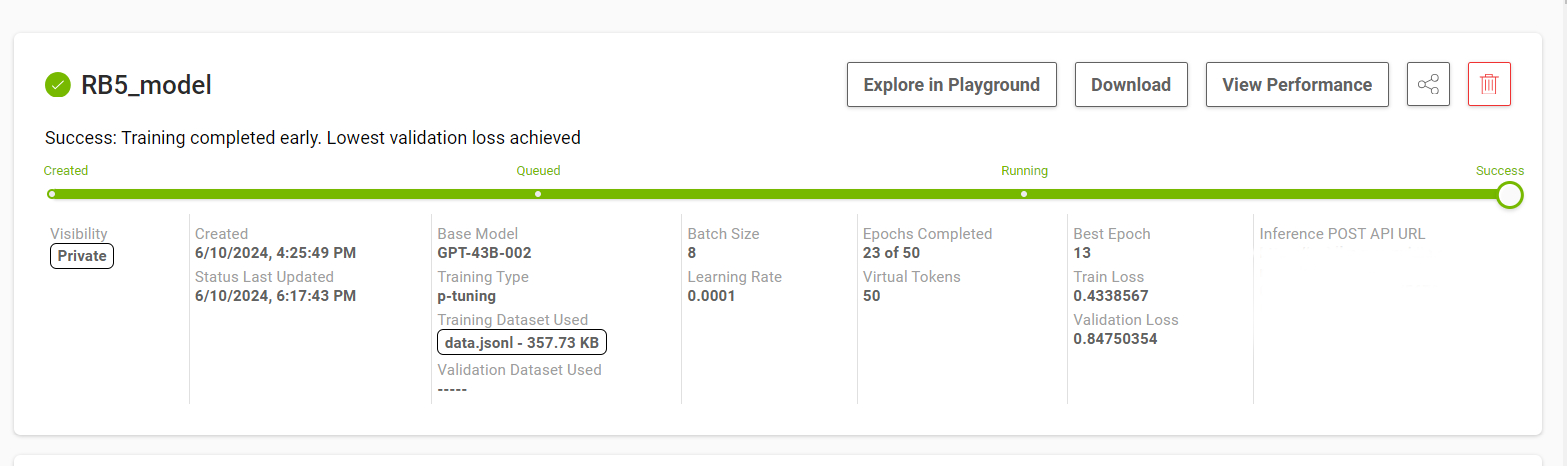 RB5_model
Explore in Playground
Download
View Performance
Success: Training completed early. Lowest validation loss achieved
Created
Queued
Running
Success
Visibility
Private
Created
6/10/2024, 4:25:49 PM
Status Last Updated
6/10/2024, 6:17:43 PM
Base Model
GPT-43B-002
Training Type
p-tuning
Training Dataset Used
data.jsonl - 357.73 KB
Validation Dataset Used
-----
Batch Size
8
Learning Rate
0.0001
Epochs Completed
23 of 50
Virtual Tokens
50
Best Epoch
13
Train Loss
0.4338567
Validation Loss
0.84750354
Inference POST API URL